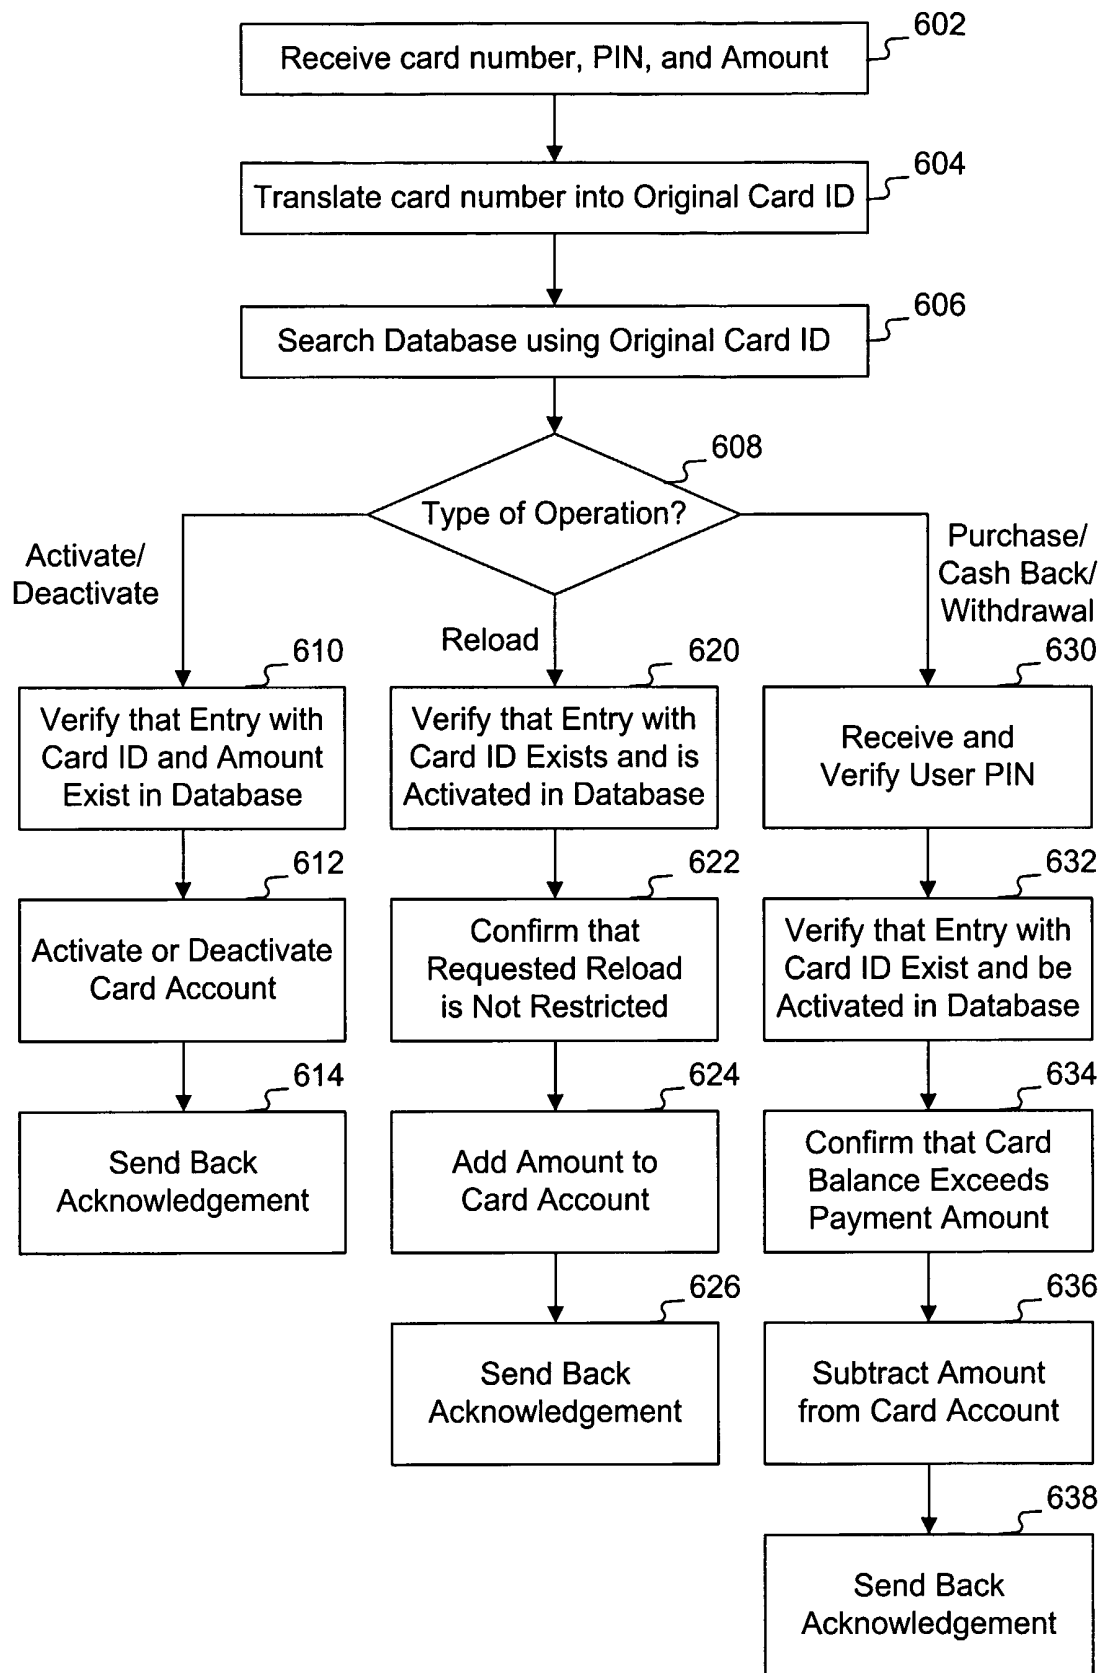 602
Receive card number, PIN, and Amount
604
Translate card number into Original Card ID
606
Search Database using Original Card ID
608
Type of Operation?
Activate/
Deactivate
Reload
Purchase/
Cash Back/
Withdrawal
610
Verify that Entry with
Card ID and Amount
Exist in Database
612
Activate or Deactivate
Card Account
614
Send Back
Acknowledgement
620
Verify that Entry with
Card ID Exists and is
Activated in Database
622
Confirm that
Requested Reload
is Not Restricted
624
Add Amount to
Card Account
626
Send Back
Acknowledgement
630
Receive and
Verify User PIN
632
Verify that Entry with
Card ID Exist and be
Activated in Database
634
Confirm that Card
Balance Exceeds
Payment Amount
636
Subtract Amount
from Card Account
638
Send Back
Acknowledgement